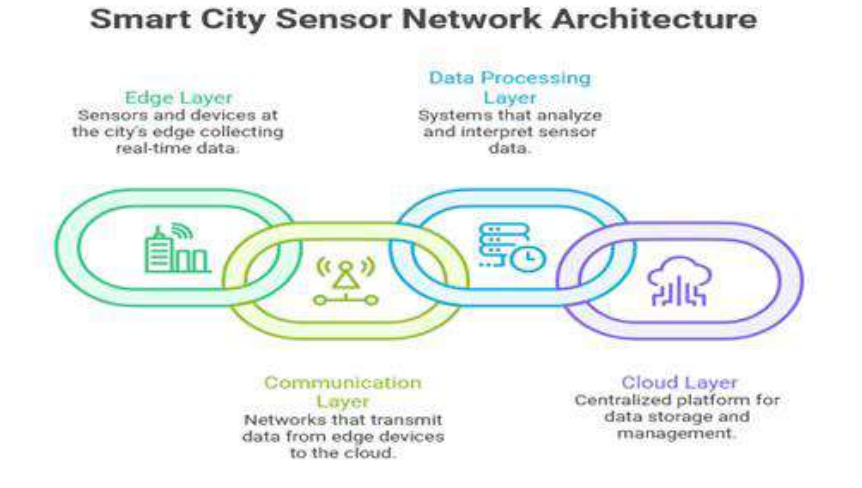 Smart City Sensor Network Architecture
Edge Layer
Sensors and devices at
the city's edge collecting
real-time data.
Data Processing
Layer
Systems that analyze
and interpret sensor
data.
Communication
Layer
Networks that transmit
data from edge devices
to the cloud.
Cloud Layer
Centralized platform for
data storage and
management.